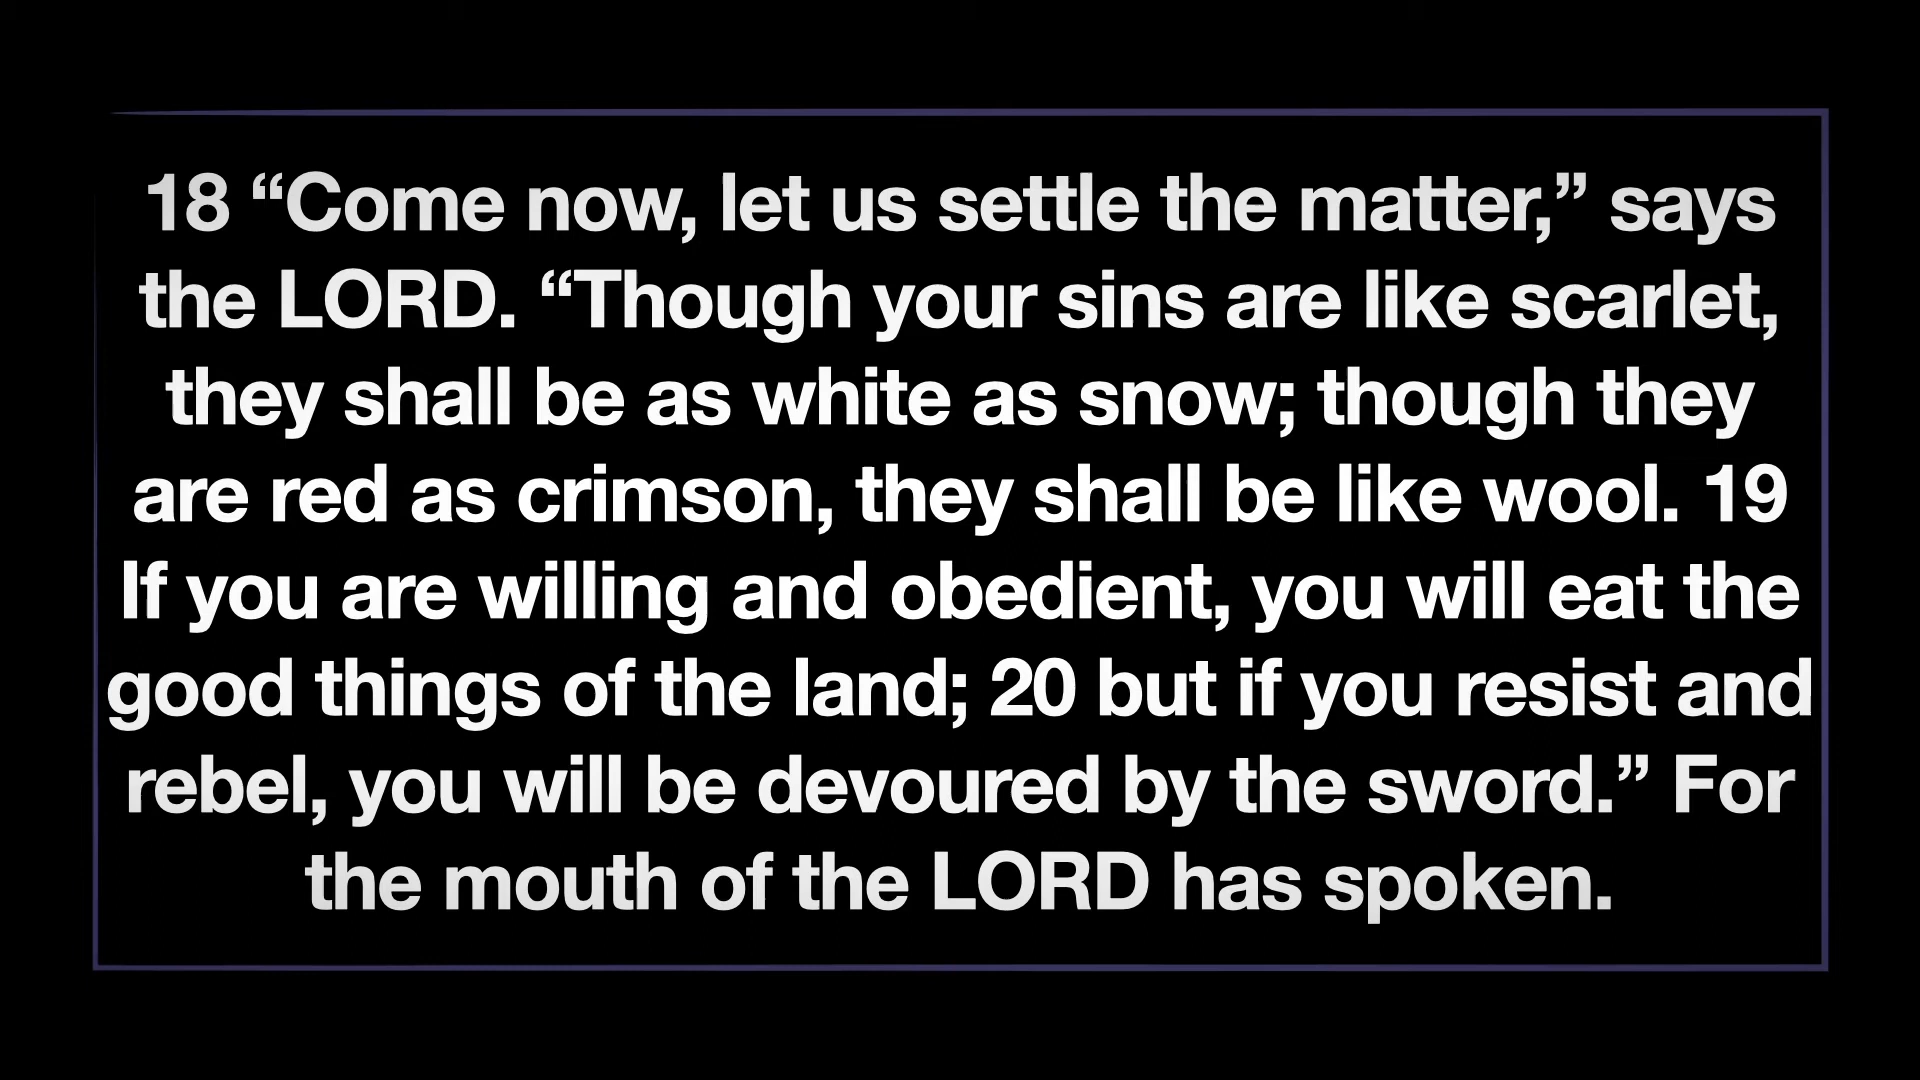 18 “Come now, let us settle the matter,” says
the LORD. “Though your sins are like scarlet,
they shall be as white as snow; though they
are red as crimson, they shall be like wool. 19
If you are willing and obedient, you will eat the
good things of the land; 20 but if you resist and
rebel, you will be devoured by the sword.” For
the mouth of the LORD has spoken.